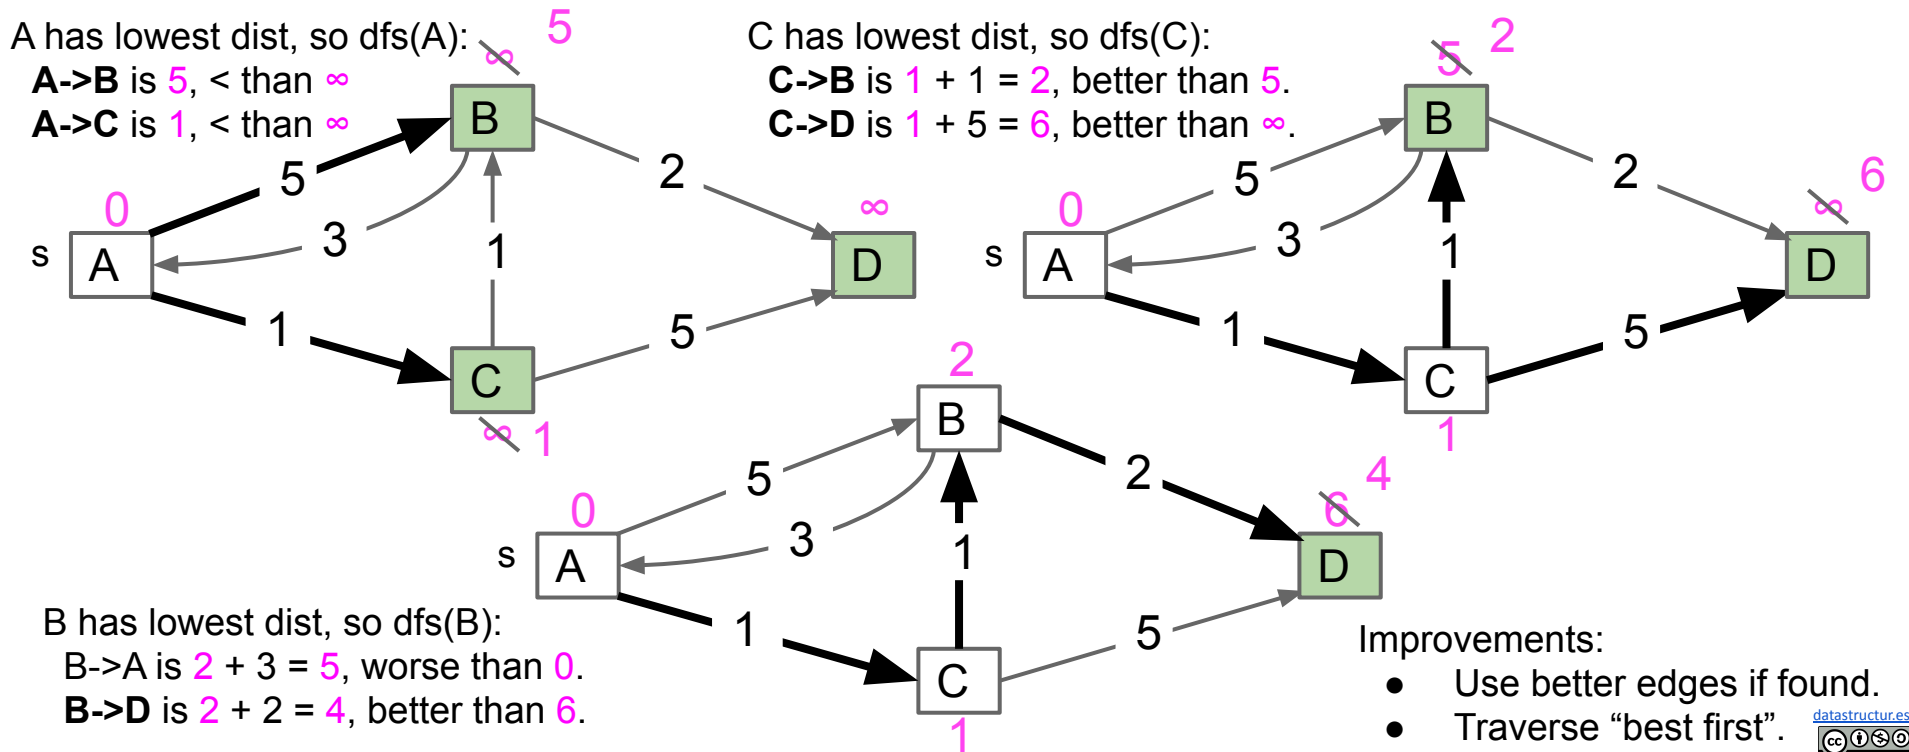 A has lowest dist, so dfs(A):
A->B is 5, < than ∞
A->C is 1, < than ∞
∞ 5
B
5
2
0
3
∞
s
A
1
D
1
5
C
∞ 1
C has lowest dist, so dfs(C):
C->B is 1 + 1 = 2, better than 5.
C->D is 1 + 5 = 6, better than ∞.
5 2
B
5
2
0
3
∞ 6
s
A
1
D
1
5
C
1
B has lowest dist, so dfs(B):
B->A is 2 + 3 = 5, worse than 0.
B->D is 2 + 2 = 4, better than 6.
2
B
5
2
0
3
6 4
s
A
1
D
1
5
C
1
Improvements:
● Use better edges if found.
● Traverse “best first”.
datastructur.es
cc